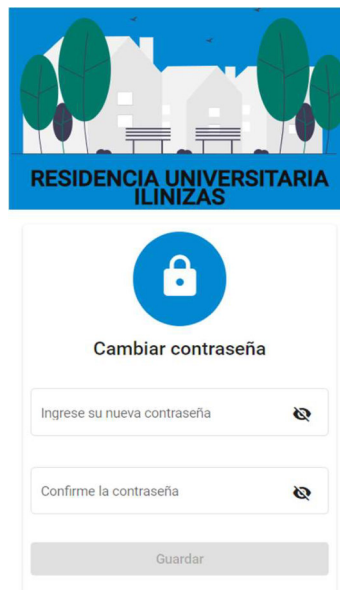 RESIDENCIA UNIVERSITARIA
ILINIZAS
Cambiar contraseña
Ingrese su nueva contraseña
Confirme la contraseña
Guardar